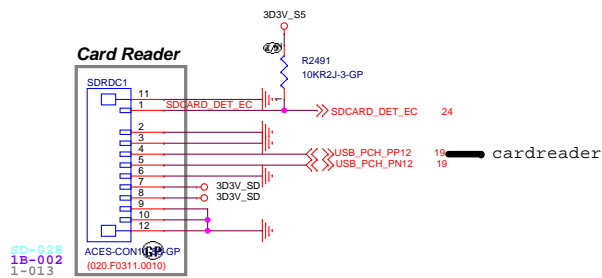 3D3V_S5
Card Reader
R2491
10KR2J-3-GP
SDRDC1
11
1
SDCARD_DET_EC
1
SDCARD_DET_EC 24
2
3
4
USB_PCH_PP12 19
cardreader
5
USB_PCH_PN12 19
6
7
3D3V_SD
8
3D3V_SD
9
10
12
SD-028
1B-002
1-013
GP
(020.F0311.0010)